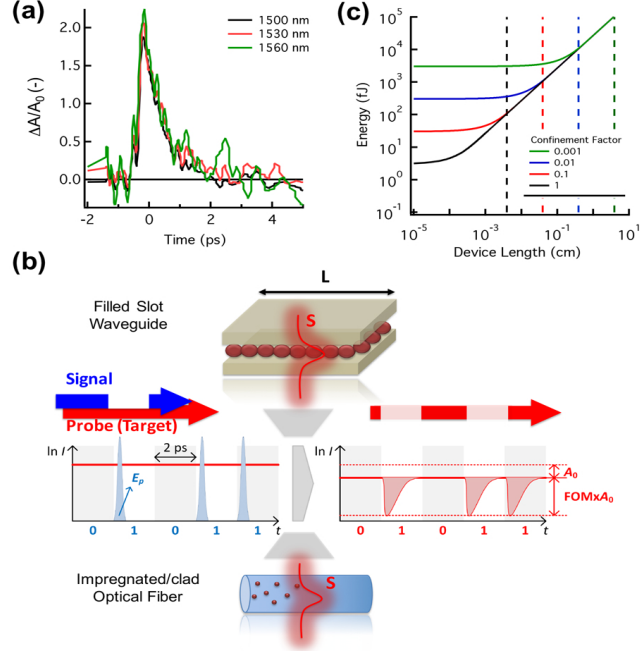 (a)
2.0
1.5
1.0
0.5
0.0
ΔA/A₀ (-)
1500 nm
1530 nm
1560 nm
-2
0
2
4
Time (ps)
(c)
10⁵
10⁴
10³
10²
10¹
10⁰
10⁻¹
Energy (fJ)
Confinement Factor
0.001
0.01
0.1
1
10⁻⁵
10⁻³
10⁻¹
10¹
Device Length (cm)
(b)
L
Filled Slot
Waveguide
S
Signal
Probe (Target)
ln I
2 ps
Eₚ
0 1 0 1 1 t
ln I
A₀
FOMxA₀
0 1 0 1 1 t
Impregnated/clad
Optical Fiber
S